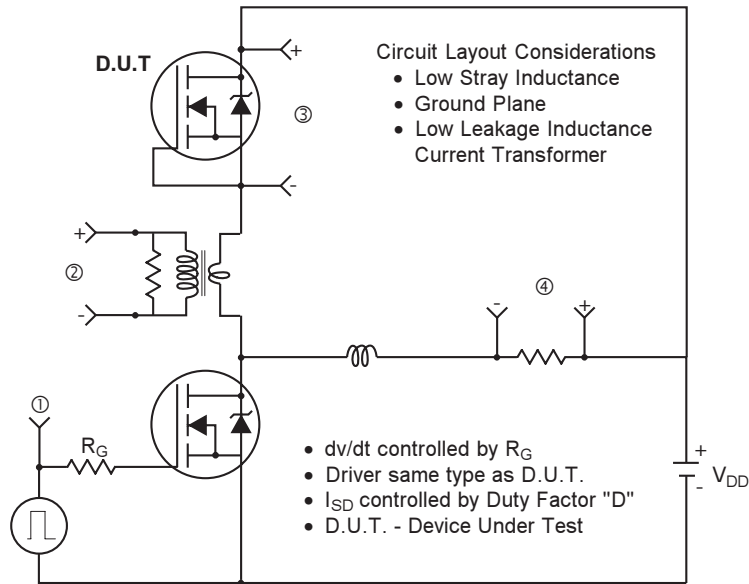 D.U.T
+
-
③
Circuit Layout Considerations
• Low Stray Inductance
• Ground Plane
• Low Leakage Inductance
Current Transformer
+
②
-
-
④
+
①
R_G
• dv/dt controlled by R_G
• Driver same type as D.U.T.
• I_SD controlled by Duty Factor "D"
• D.U.T. - Device Under Test
+
-
V_DD